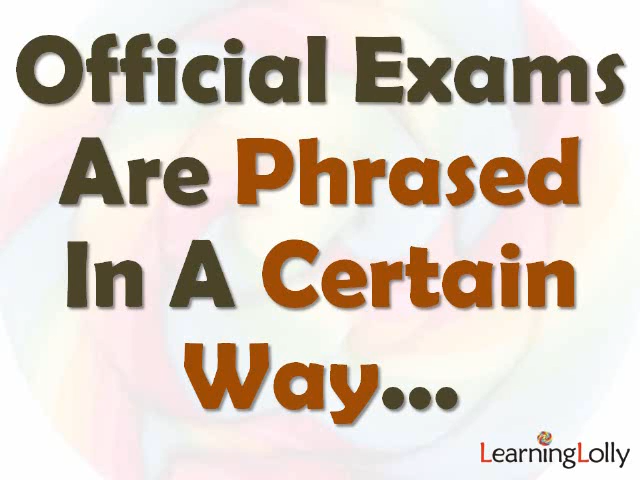 Official Exams
Are Phrased
In A Certain
Way...
LearningLolly